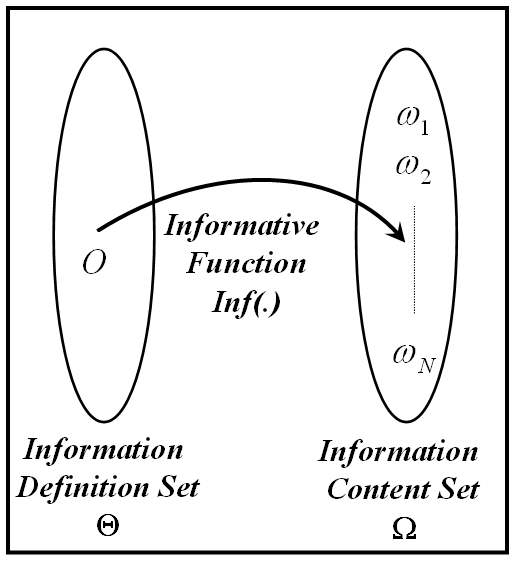 ω1
ω2
O
Informative
Function
Inf(.)
ωN
Information
Definition Set
Θ
Information
Content Set
Ω